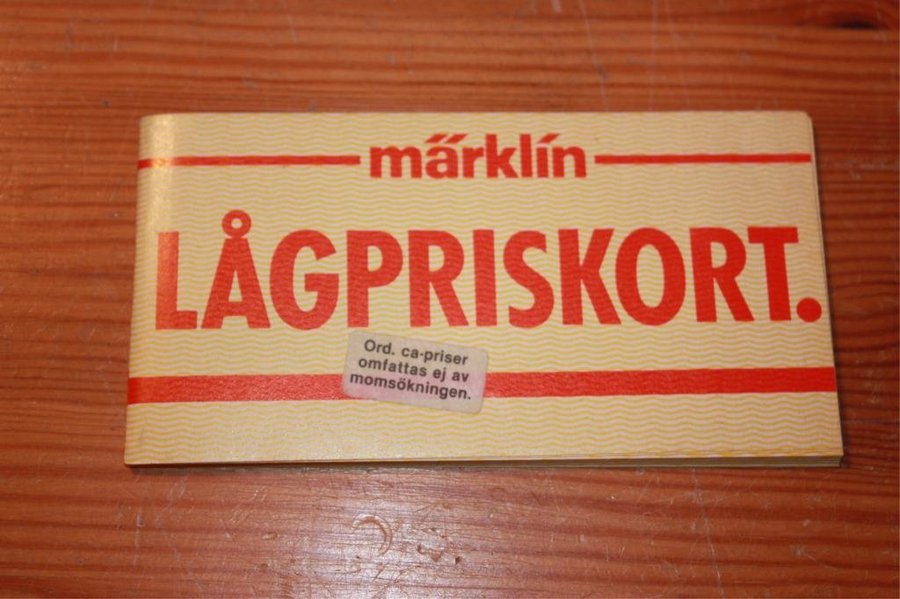 märklin
LÅGPRISKORT.
Ord. ca-priser
omfattas ej av
momsökningen.